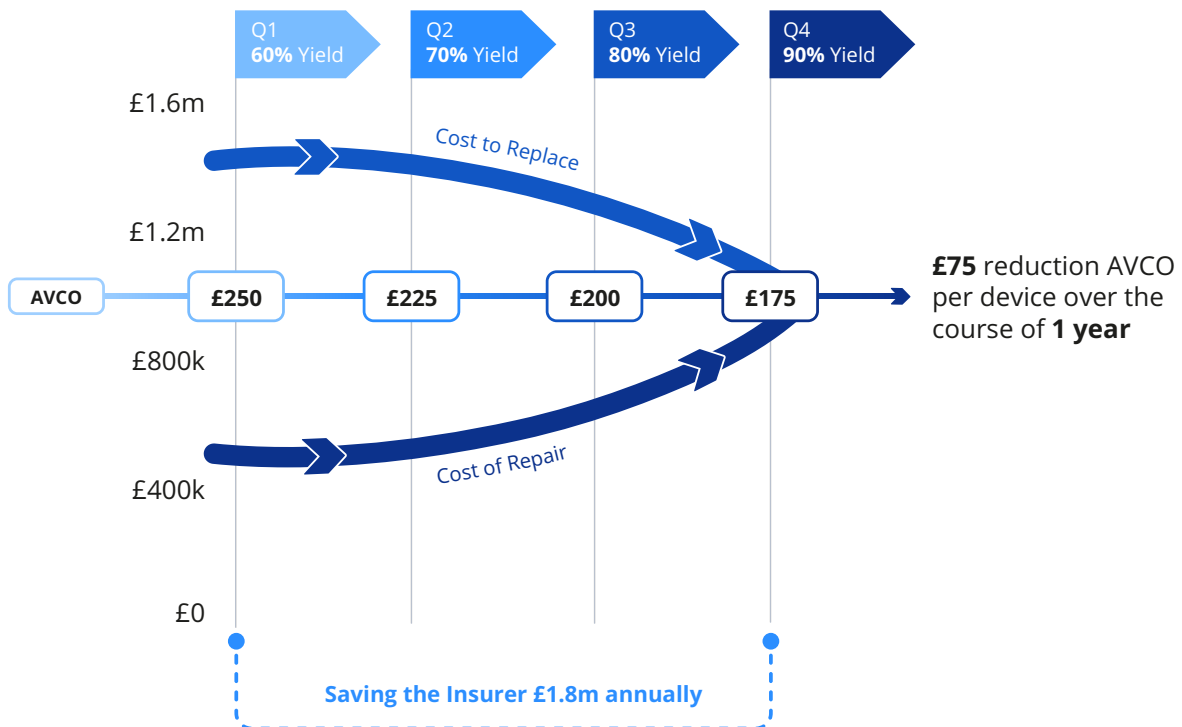 Q1
60% Yield
Q2
70% Yield
Q3
80% Yield
Q4
90% Yield
£1.6m
Cost to Replace
£1.2m
AVCO
£250
£225
£200
£175
£75 reduction AVCO
per device over the
course of 1 year
£800k
Cost of Repair
£400k
£0
Saving the Insurer £1.8m annually